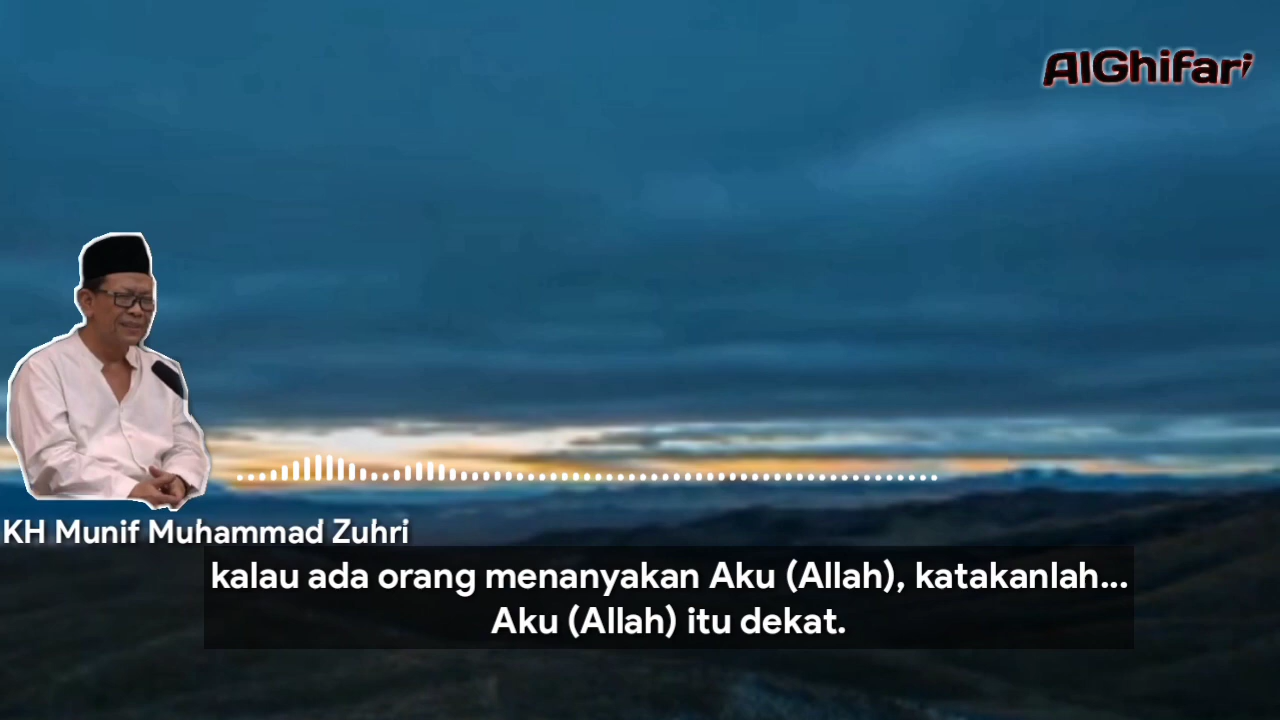 AlGhifari
KH Munif Muhammad Zuhri
kalau ada orang menanyakan Aku (Allah), katakanlah...
Aku (Allah) itu dekat.